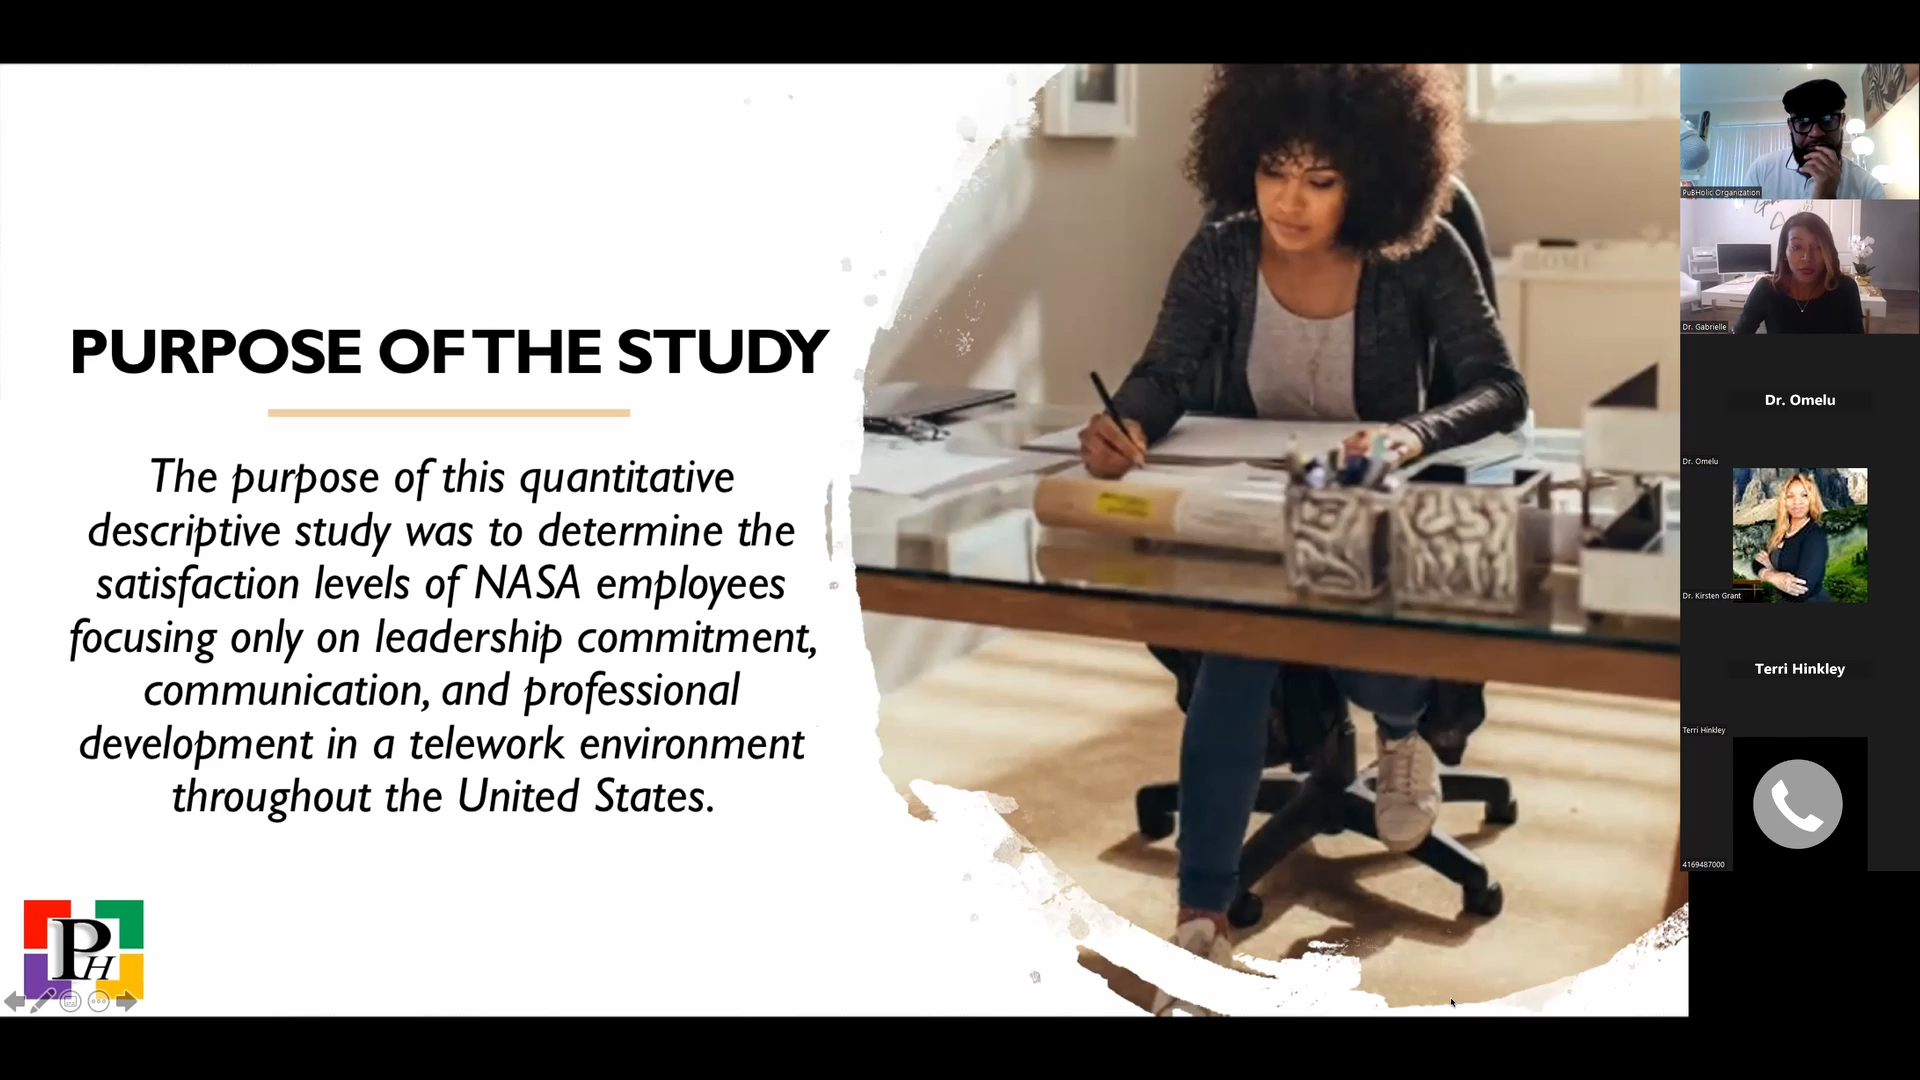 PURPOSE OF THE STUDY
The purpose of this quantitative
descriptive study was to determine the
satisfaction levels of NASA employees
focusing only on leadership commitment,
communication, and professional
development in a telework environment
throughout the United States.
PH
HOME
PuBHolic Organization
Dr. Gabrielle
Dr. Omelu
Dr. Omelu
Dr. Kirsten Grant
Terri Hinkley
Terri Hinkley
4169487000